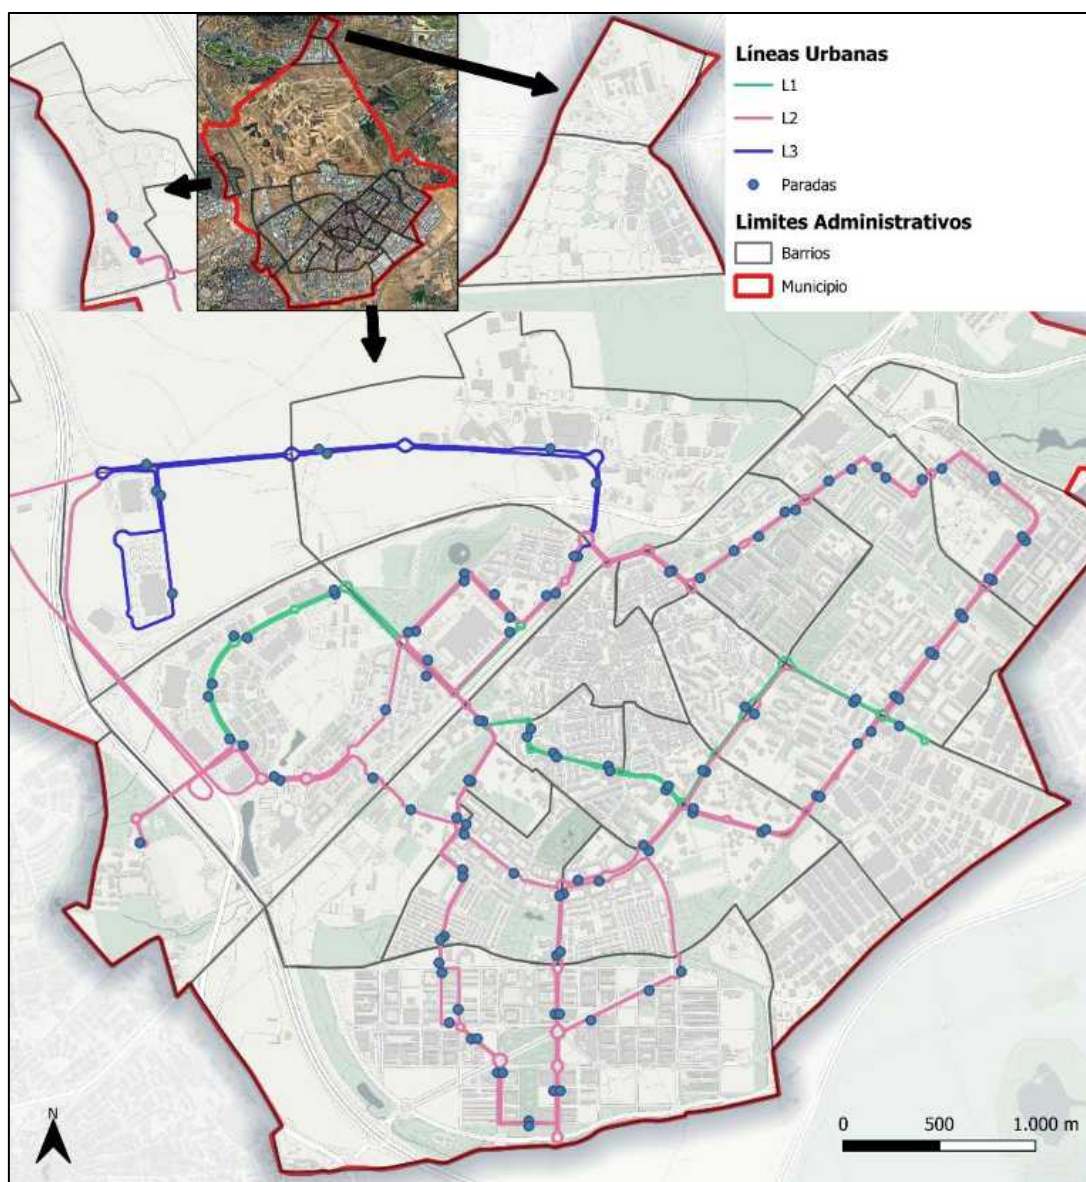 Líneas Urbanas
L1
L2
L3
Paradas
Limites Administrativos
Barrios
Municipio
N
0 500 1.000 m